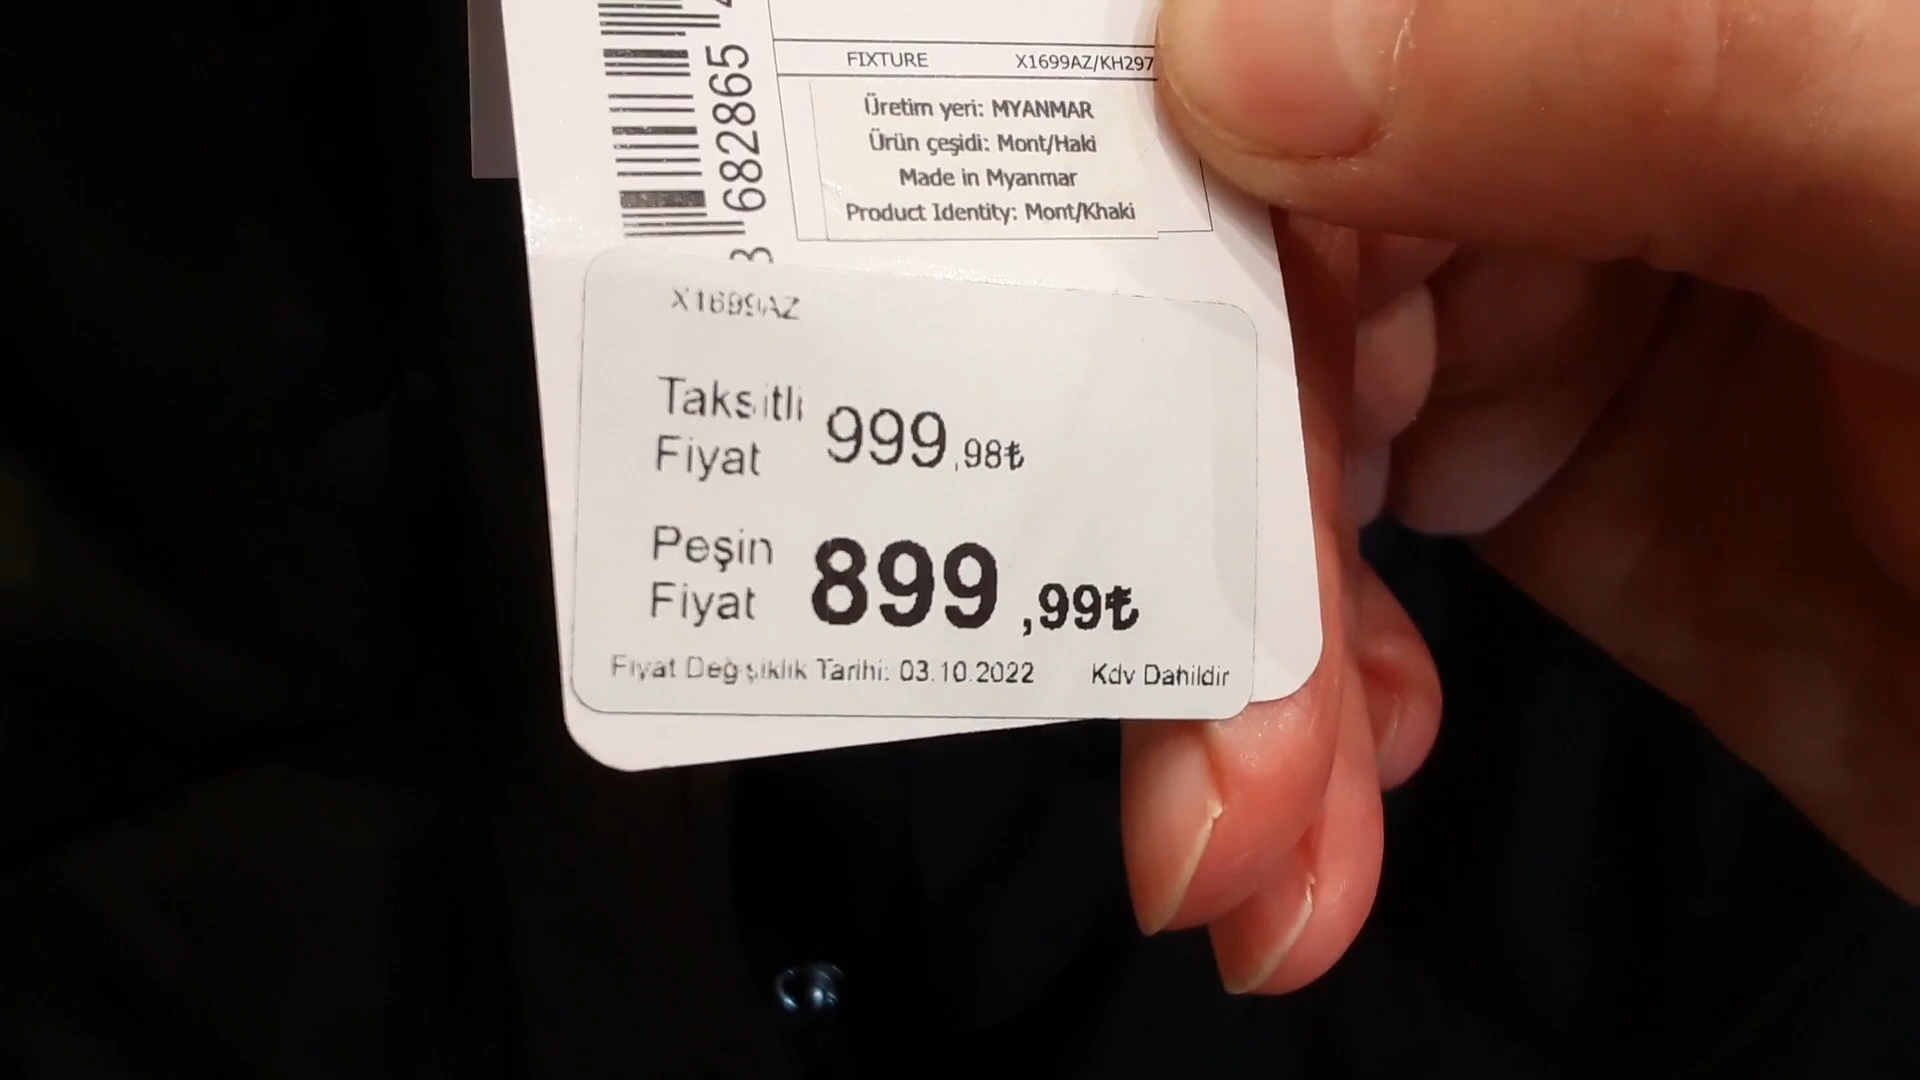 682865
FIXTURE X1699AZ/KH297
Üretim yeri: MYANMAR
Ürün çeşidi: Mont/Haki
Made in Myanmar
Product Identity: Mont/Khaki
X1699AZ
Taksitli Fiyat 999,98₺
Peşin Fiyat 899,99₺
Fiyat Değişiklik Tarihi: 03.10.2022 Kdv Dahildir